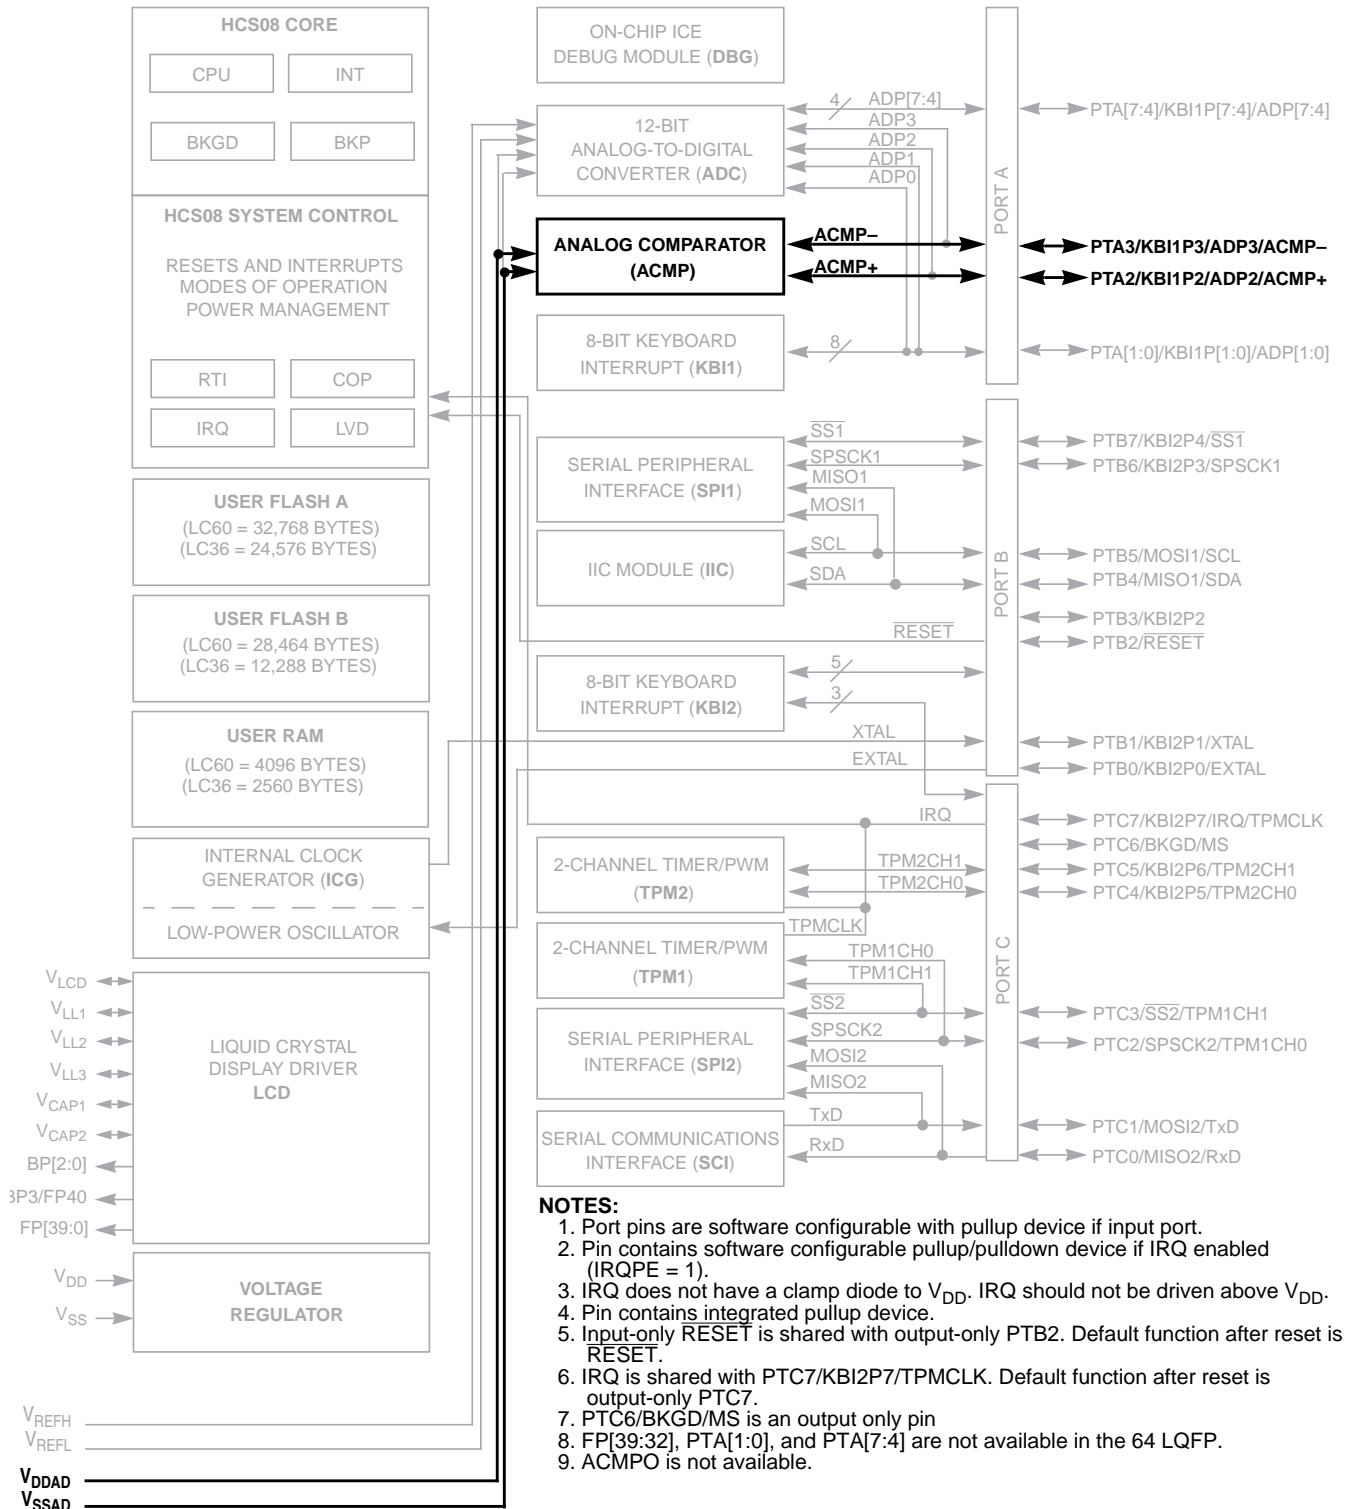 HCS08 CORE
CPU
INT
BKGD
BKP
HCS08 SYSTEM CONTROL
RESETS AND INTERRUPTS
MODES OF OPERATION
POWER MANAGEMENT
RTI
COP
IRQ
LVD
USER FLASH A
(LC60 = 32,768 BYTES)
(LC36 = 24,576 BYTES)
USER FLASH B
(LC60 = 28,464 BYTES)
(LC36 = 12,288 BYTES)
USER RAM
(LC60 = 4096 BYTES)
(LC36 = 2560 BYTES)
INTERNAL CLOCK
GENERATOR (ICG)
LOW-POWER OSCILLATOR
VLCD
VLL1
VLL2
VLL3
VCAP1
VCAP2
BP[2:0]
BP3/FP40
FP[39:0]
LIQUID CRYSTAL
DISPLAY DRIVER
LCD
VDD
VSS
VOLTAGE
REGULATOR
VREFH
VREFL
VDDAD
VSSAD
ON-CHIP ICE
DEBUG MODULE (DBG)
12-BIT
ANALOG-TO-DIGITAL
CONVERTER (ADC)
4
ADP[7:4]
ADP3
ADP2
ADP1
ADP0
ANALOG COMPARATOR
(ACMP)
ACMP–
ACMP+
8-BIT KEYBOARD
INTERRUPT (KBI1)
8
SERIAL PERIPHERAL
INTERFACE (SPI1)
SS1
SPSCK1
MISO1
MOSI1
IIC MODULE (IIC)
SCL
SDA
RESET
8-BIT KEYBOARD
INTERRUPT (KBI2)
5
3
XTAL
EXTAL
IRQ
2-CHANNEL TIMER/PWM
(TPM2)
TPM2CH1
TPM2CH0
TPMCLK
2-CHANNEL TIMER/PWM
(TPM1)
TPM1CH0
TPM1CH1
SERIAL PERIPHERAL
INTERFACE (SPI2)
SS2
SPSCK2
MOSI2
MISO2
SERIAL COMMUNICATIONS
INTERFACE (SCI)
TxD
RxD
PORT A
PTA[7:4]/KBI1P[7:4]/ADP[7:4]
PTA3/KBI1P3/ADP3/ACMP–
PTA2/KBI1P2/ADP2/ACMP+
PTA[1:0]/KBI1P[1:0]/ADP[1:0]
PORT B
PTB7/KBI2P4/SS1
PTB6/KBI2P3/SPSCK1
PTB5/MOSI1/SCL
PTB4/MISO1/SDA
PTB3/KBI2P2
PTB2/RESET
PTB1/KBI2P1/XTAL
PTB0/KBI2P0/EXTAL
PORT C
PTC7/KBI2P7/IRQ/TPMCLK
PTC6/BKGD/MS
PTC5/KBI2P6/TPM2CH1
PTC4/KBI2P5/TPM2CH0
PTC3/SS2/TPM1CH1
PTC2/SPSCK2/TPM1CH0
PTC1/MOSI2/TxD
PTC0/MISO2/RxD
NOTES:
1. Port pins are software configurable with pullup device if input port.
2. Pin contains software configurable pullup/pulldown device if IRQ enabled
(IRQPE = 1).
3. IRQ does not have a clamp diode to VDD. IRQ should not be driven above VDD.
4. Pin contains integrated pullup device.
5. Input-only RESET is shared with output-only PTB2. Default function after reset is
RESET.
6. IRQ is shared with PTC7/KBI2P7/TPMCLK. Default function after reset is
output-only PTC7.
7. PTC6/BKGD/MS is an output only pin
8. FP[39:32], PTA[1:0], and PTA[7:4] are not available in the 64 LQFP.
9. ACMPO is not available.